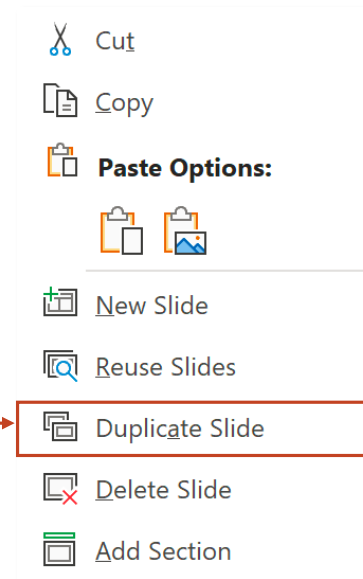 Cut
Copy
Paste Options:
New Slide
Reuse Slides
Duplicate Slide
Delete Slide
Add Section